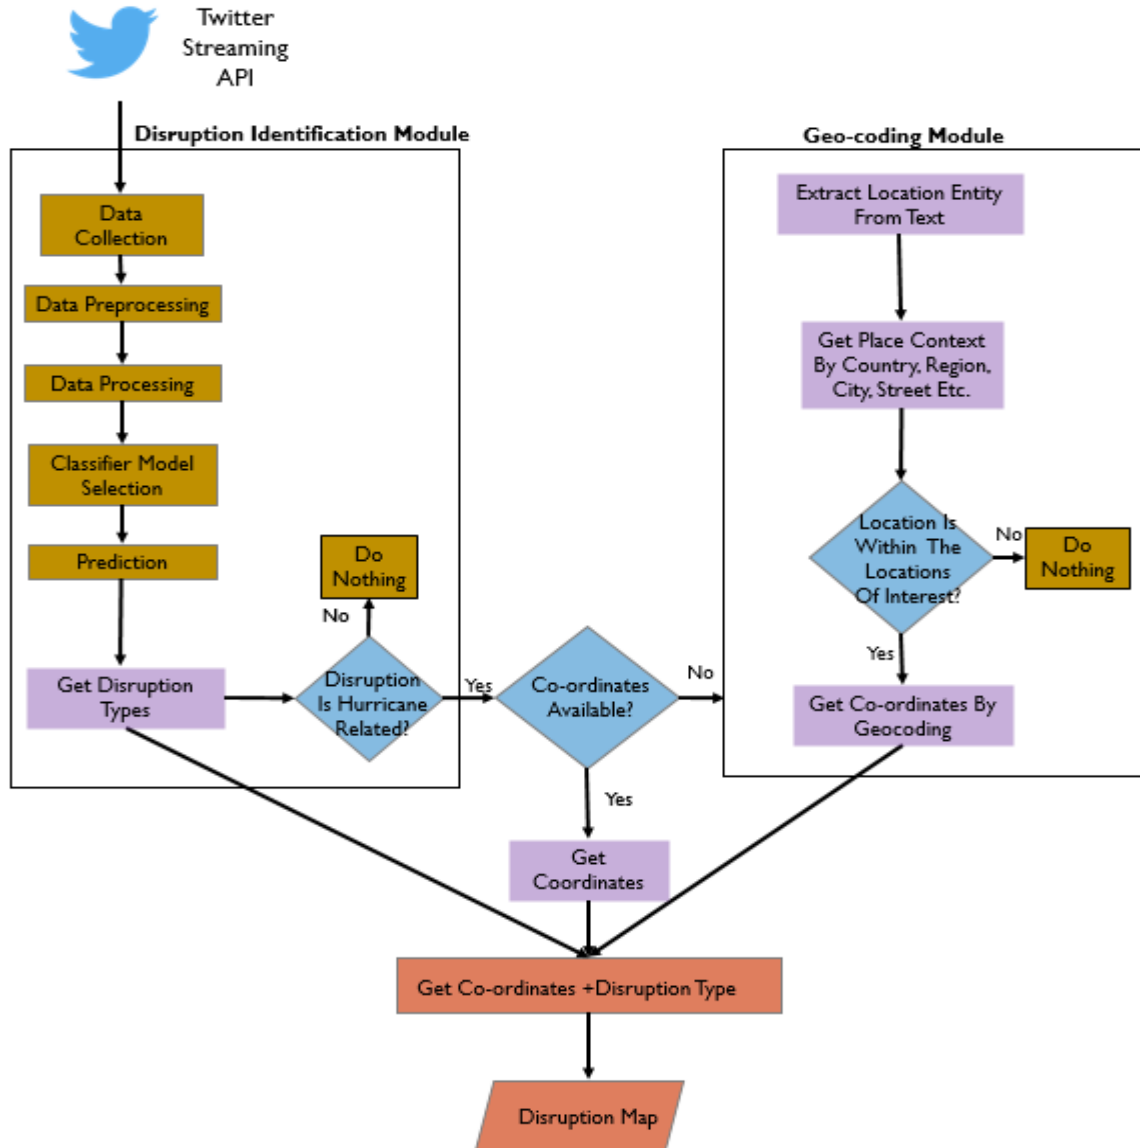 Twitter
Streaming
API
Disruption Identification Module
Data
Collection
Data Preprocessing
Data Processing
Classifier Model
Selection
Prediction
Get Disruption
Types
Do
Nothing
No
Disruption
Is Hurricane
Related?
Yes
Co-ordinates
Available?
No
Yes
Get
Coordinates
Geo-coding Module
Extract Location Entity
From Text
Get Place Context
By Country, Region,
City, Street Etc.
Location Is
Within The
Locations
Of Interest?
No
Do
Nothing
Yes
Get Co-ordinates By
Geocoding
Get Co-ordinates +Disruption Type
Disruption Map